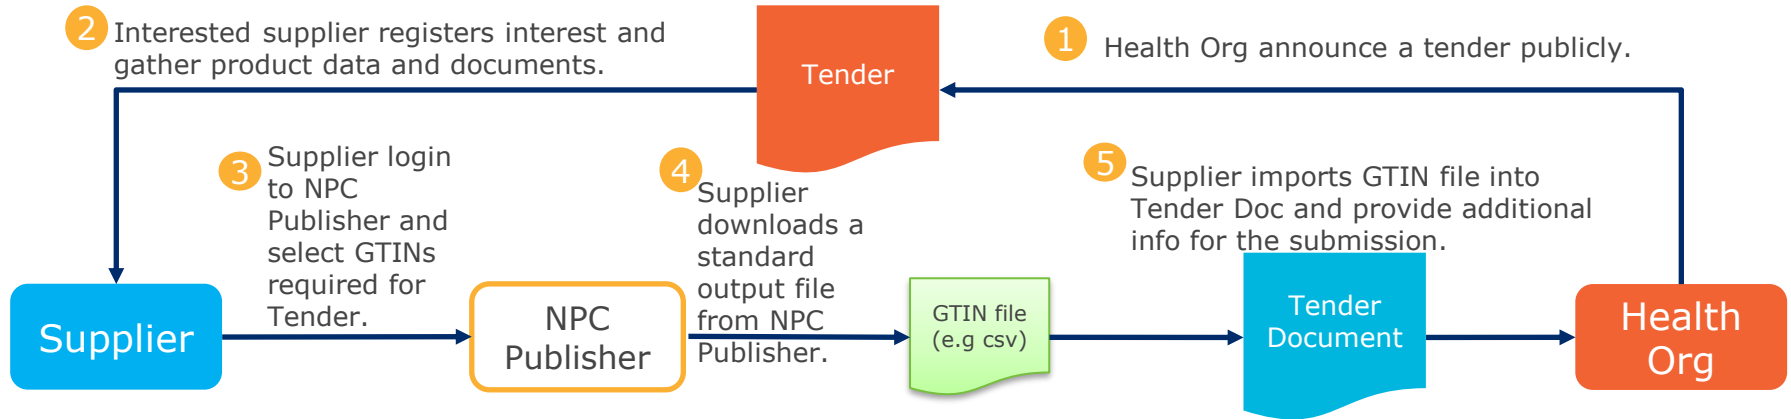 2
Interested supplier registers interest and
gather product data and documents.
Tender
1
Health Org announce a tender publicly.
3
Supplier login
to NPC
Publisher and
select GTINs
required for
Tender.
4
Supplier
downloads a
standard
output file
from NPC
Publisher.
5
Supplier imports GTIN file into
Tender Doc and provide additional
info for the submission.
Supplier
NPC
Publisher
GTIN file
(e.g csv)
Tender
Document
Health
Org